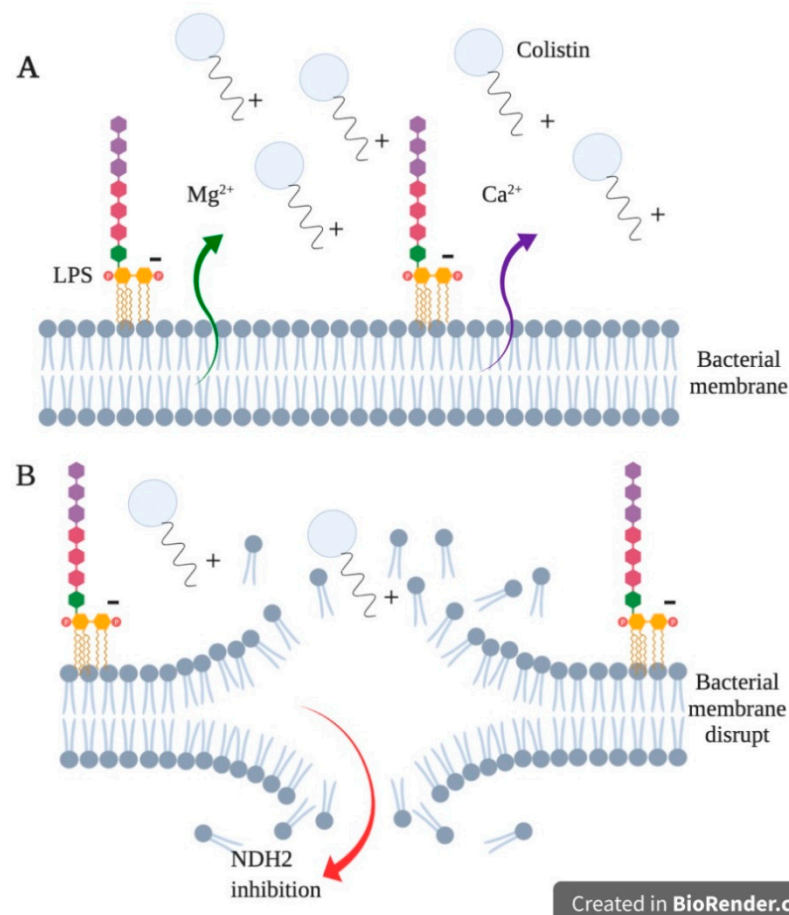 A
Colistin
+
+
+
+
+
Mg²⁺
Ca²⁺
-
-
LPS
P
P
P
P
Bacterial
membrane
B
+
+
-
-
P
P
P
P
Bacterial
membrane
disrupt
NDH2
inhibition
Created in BioRender.c